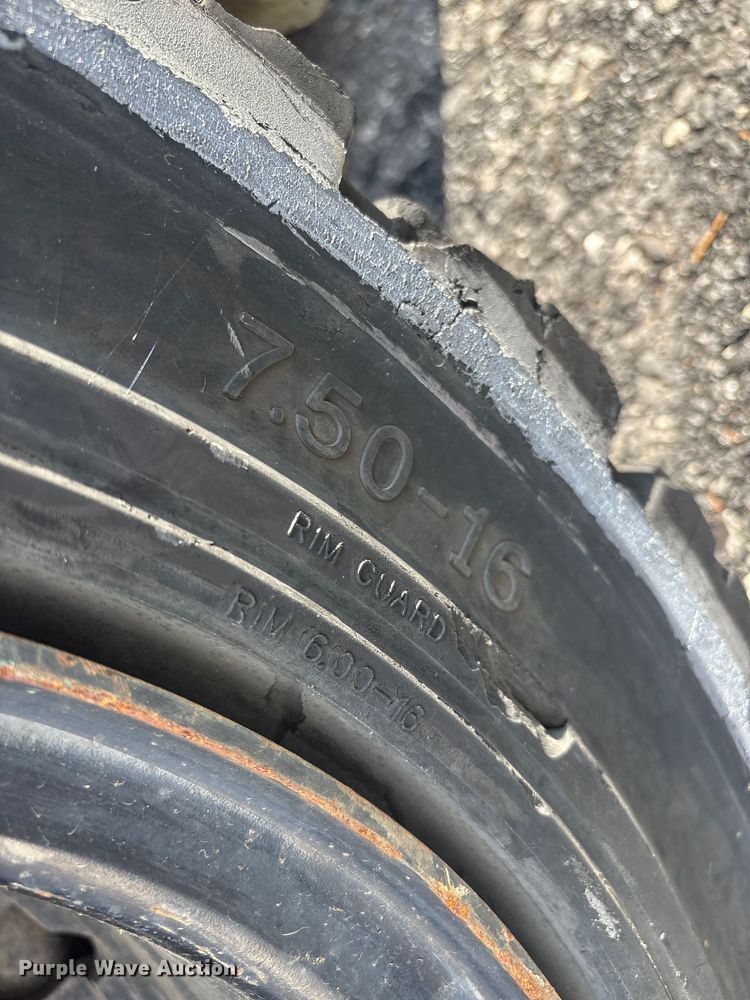 7.50-16
RIM GUARD
RIM 6.00-16
Purple Wave Auction